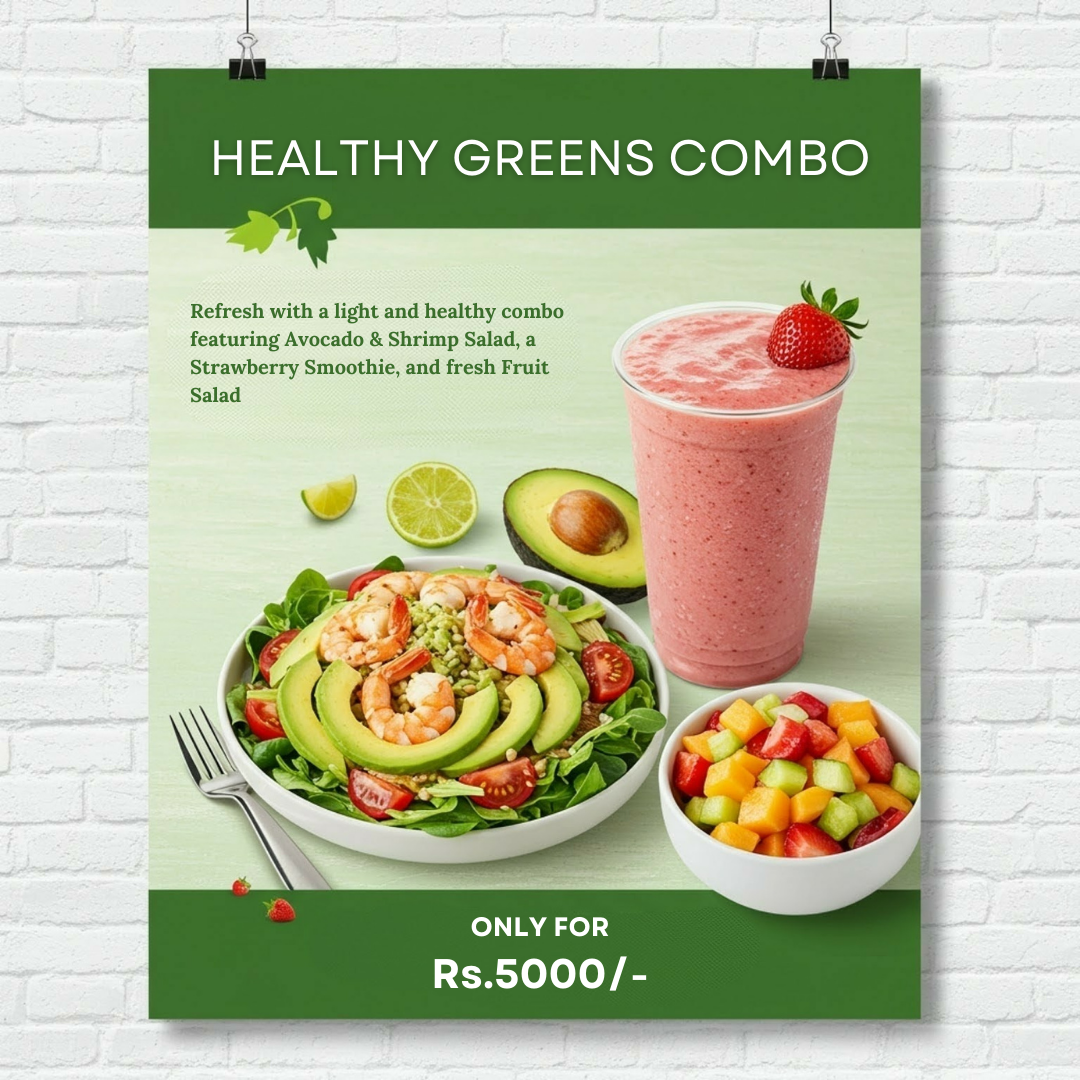 HEALTHY GREENS COMBO
Refresh with a light and healthy combo
featuring Avocado & Shrimp Salad, a
Strawberry Smoothie, and fresh Fruit
Salad
ONLY FOR
Rs.5000/-